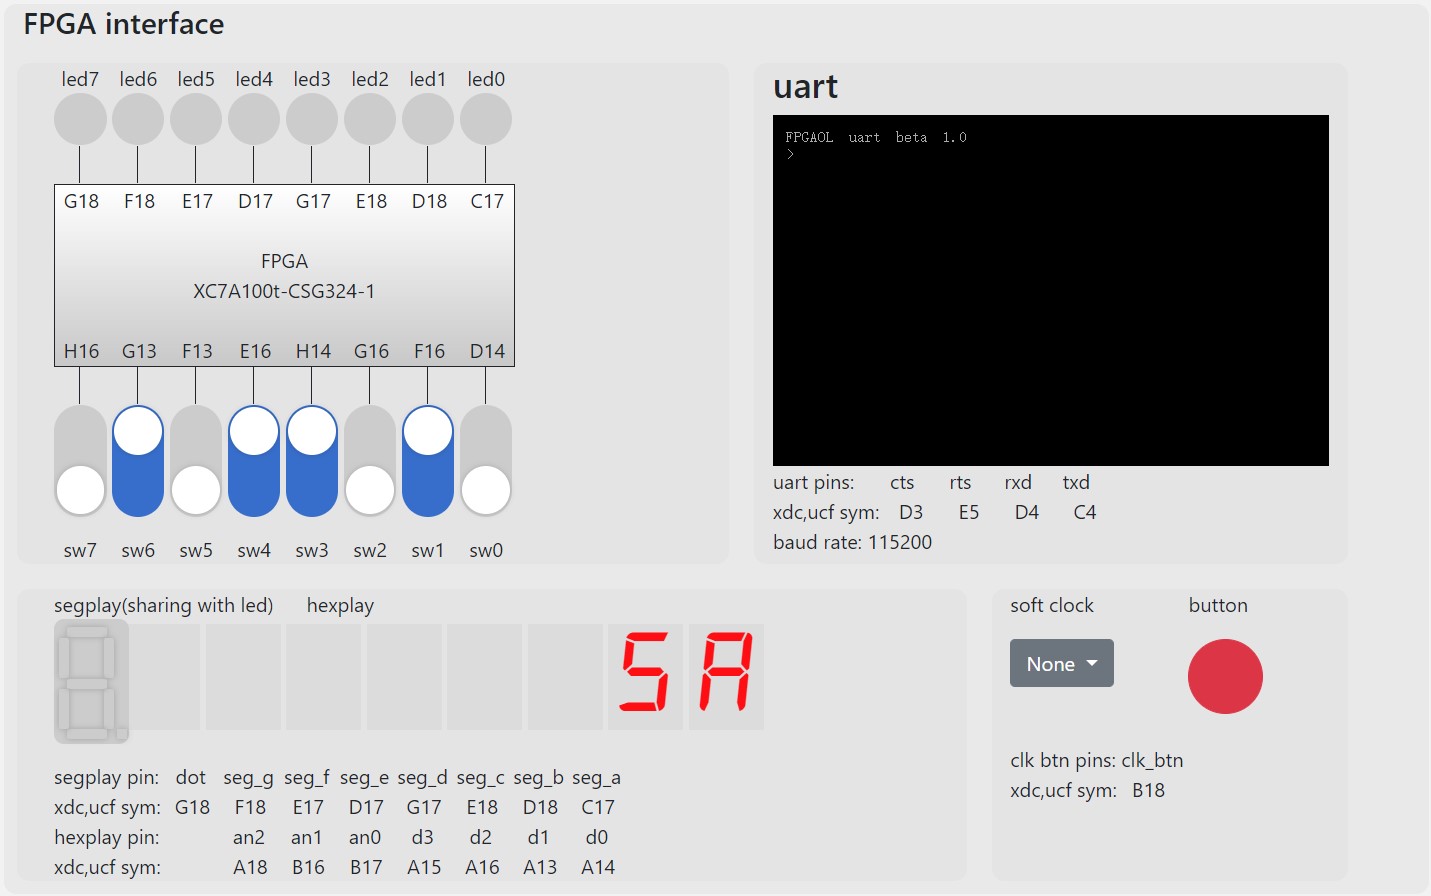 FPGA interface
led7 led6 led5 led4 led3 led2 led1 led0
G18 F18 E17 D17 G17 E18 D18 C17
FPGA
XC7A100t-CSG324-1
H16 G13 F13 E16 H14 G16 F16 D14
sw7 sw6 sw5 sw4 sw3 sw2 sw1 sw0
uart
FPGAOL uart beta 1.0
>
uart pins: cts rts rxd txd
xdc,ucf sym: D3 E5 D4 C4
baud rate: 115200
segplay(sharing with led) hexplay
5A
segplay pin: dot seg_g seg_f seg_e seg_d seg_c seg_b seg_a
xdc,ucf sym: G18 F18 E17 D17 G17 E18 D18 C17
hexplay pin: an2 an1 an0 d3 d2 d1 d0
xdc,ucf sym: A18 B16 B17 A15 A16 A13 A14
soft clock button
None
clk btn pins: clk_btn
xdc,ucf sym: B18